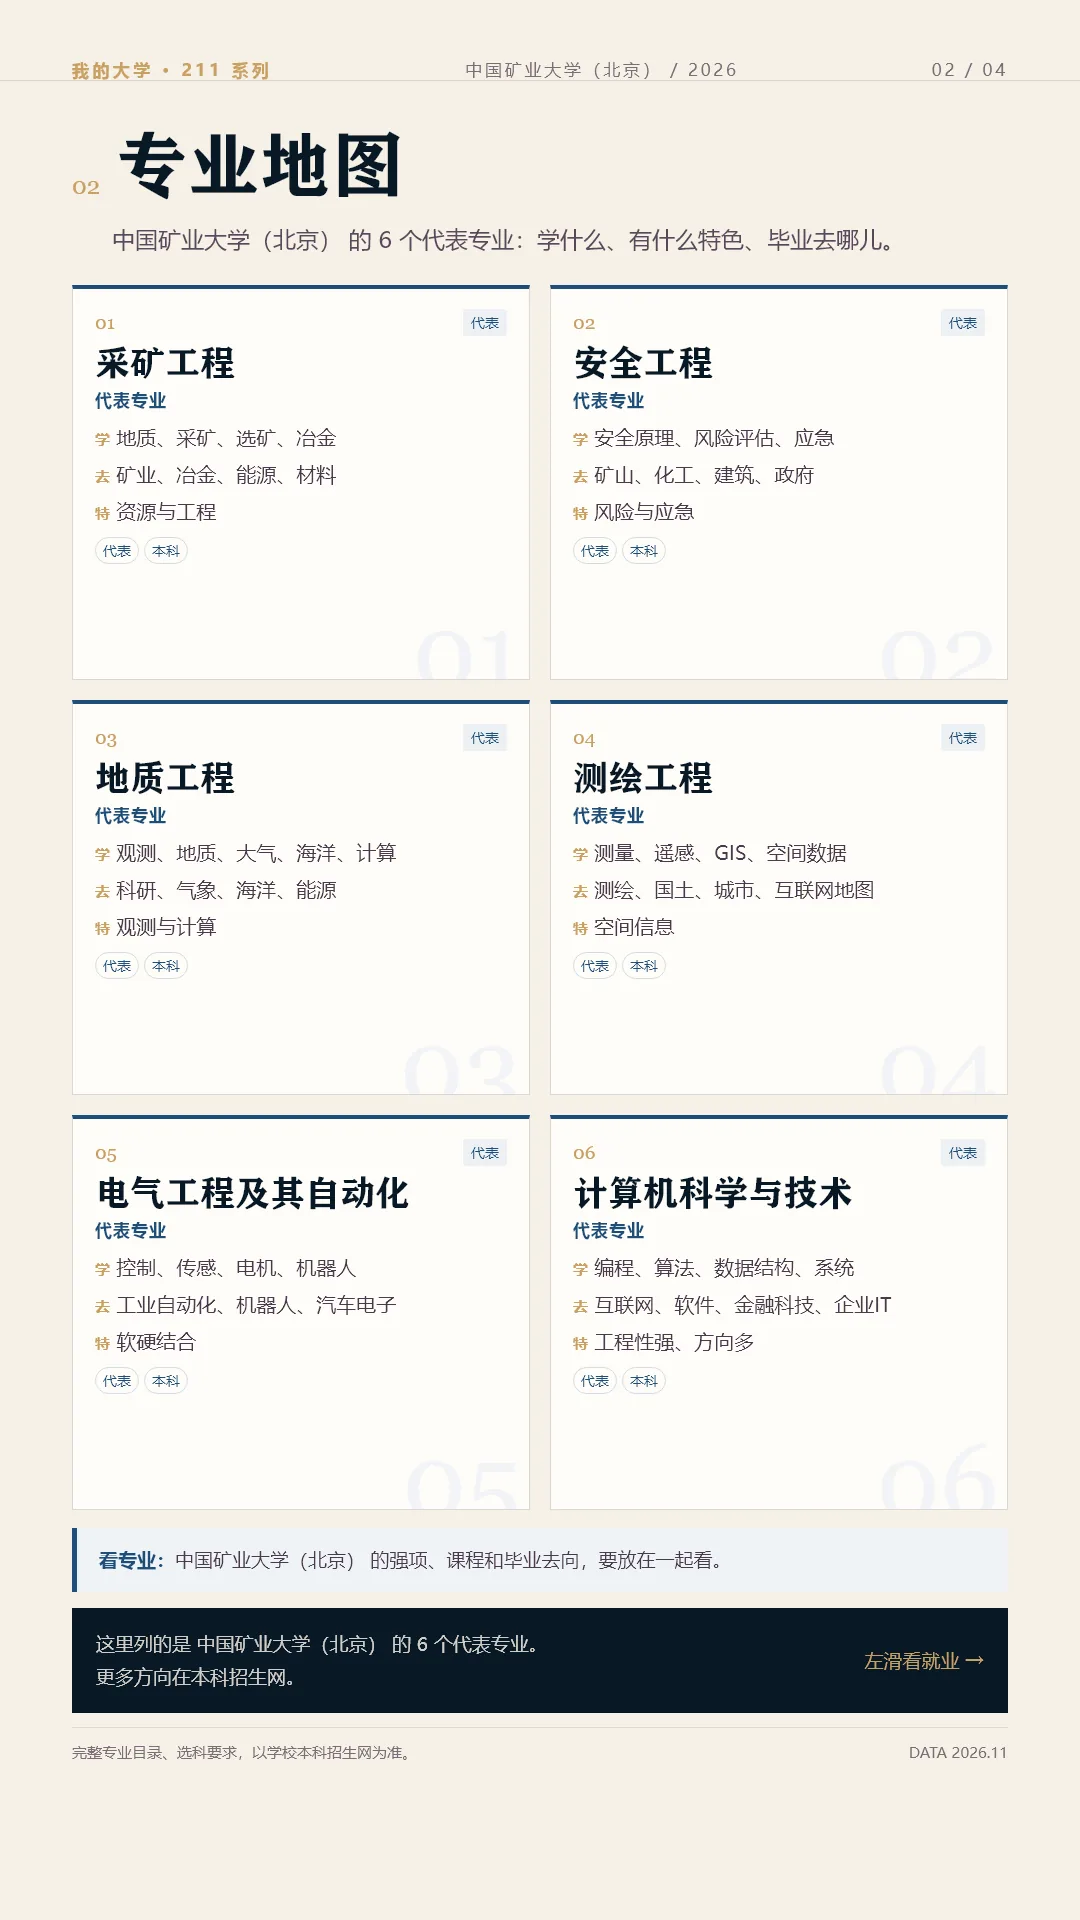 我的大学 • 211 系列
中国矿业大学（北京） / 2026
02 / 04
02 专业地图
中国矿业大学（北京） 的 6 个代表专业：学什么、有什么特色、毕业去哪儿。
01 代表
采矿工程
代表专业
学 地质、采矿、选矿、冶金
去 矿业、冶金、能源、材料
特 资源与工程
代表 本科
01
02 代表
安全工程
代表专业
学 安全原理、风险评估、应急
去 矿山、化工、建筑、政府
特 风险与应急
代表 本科
02
03 代表
地质工程
代表专业
学 观测、地质、大气、海洋、计算
去 科研、气象、海洋、能源
特 观测与计算
代表 本科
03
04 代表
测绘工程
代表专业
学 测量、遥感、GIS、空间数据
去 测绘、国土、城市、互联网地图
特 空间信息
代表 本科
04
05 代表
电气工程及其自动化
代表专业
学 控制、传感、电机、机器人
去 工业自动化、机器人、汽车电子
特 软硬结合
代表 本科
05
06 代表
计算机科学与技术
代表专业
学 编程、算法、数据结构、系统
去 互联网、软件、金融科技、企业IT
特 工程性强、方向多
代表 本科
06
看专业：中国矿业大学（北京） 的强项、课程和毕业去向，要放在一起看。
这里列的是 中国矿业大学（北京） 的 6 个代表专业。
更多方向在本科招生网。
左滑看就业 →
完整专业目录、选科要求，以学校本科招生网为准。
DATA 2026.11